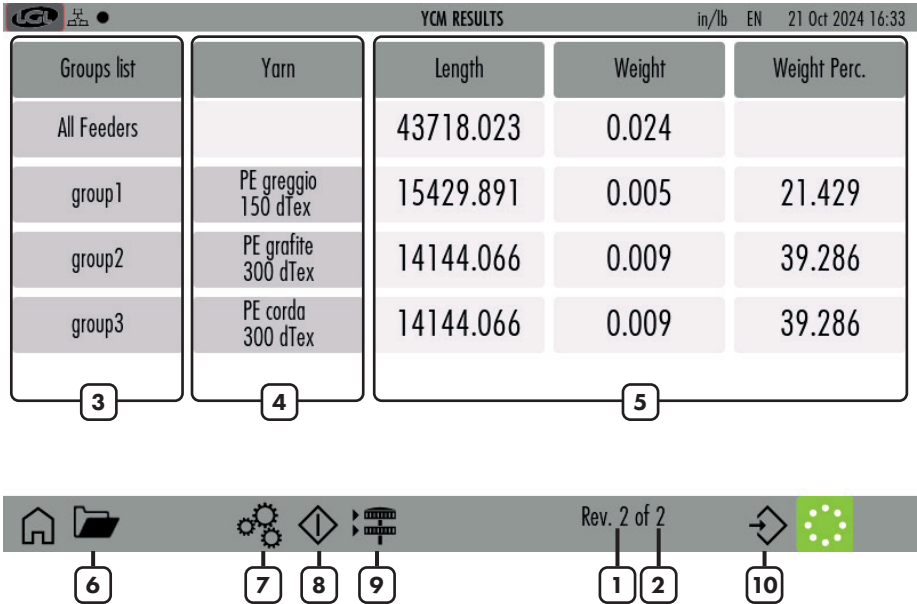 LGL YCM RESULTS in/lb EN 21 Oct 2024 16:33
Groups list Yarn Length Weight Weight Perc.
All Feeders 43718.023 0.024
group1 PE greggio 15429.891 0.005 21.429
150 dTex
group2 PE grafite 14144.066 0.009 39.286
300 dTex
group3 PE corda 14144.066 0.009 39.286
300 dTex
3 4 5
Rev. 2 of 2
6 7 8 9 1 2 10